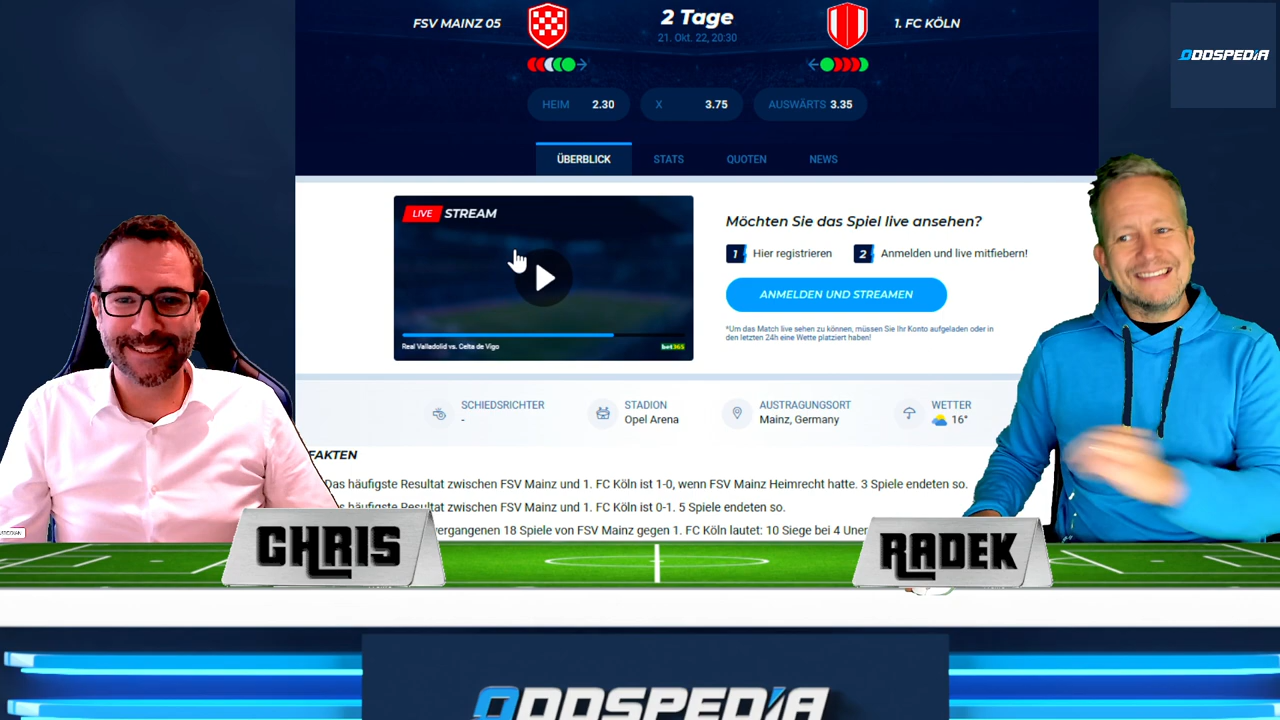 FSV MAINZ 05
2 Tage
1. FC KÖLN
21. Okt. 22, 20:30
ODDSPEDIA
HEIM 2.30
X 3.75
AUSWÄRTS 3.35
ÜBERBLICK
STATS
QUOTEN
NEWS
LIVE STREAM
Real Valladolid vs. Celta de Vigo
bet365
Möchten Sie das Spiel live ansehen?
1 Hier registrieren
2 Anmelden und live mitfiebern!
ANMELDEN UND STREAMEN
*Um das Match live sehen zu können, müssen Sie Ihr Konto aufgeladen oder in
den letzten 24h eine Wette platziert haben!
SCHIEDSRICHTER
-
STADION
Opel Arena
AUSTRAGUNGSORT
Mainz, Germany
WETTER
16°
FAKTEN
Das häufigste Resultat zwischen FSV Mainz und 1. FC Köln ist 1-0, wenn FSV Mainz Heimrecht hatte. 3 Spiele endeten so.
häufigste Resultat zwischen FSV Mainz und 1. FC Köln ist 0-1. 5 Spiele endeten so.
vergangenen 18 Spiele von FSV Mainz gegen 1. FC Köln lautet: 10 Siege bei 4
CHRIS
RADEK
ODDSPEDIA